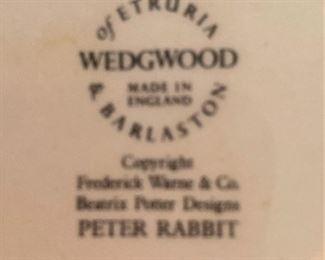 of ETRURIA
WEDGWOOD
MADE IN
ENGLAND
& BARLASTON
Copyright
Frederick Warne & Co.
Beatrix Potter Designs
PETER RABBIT